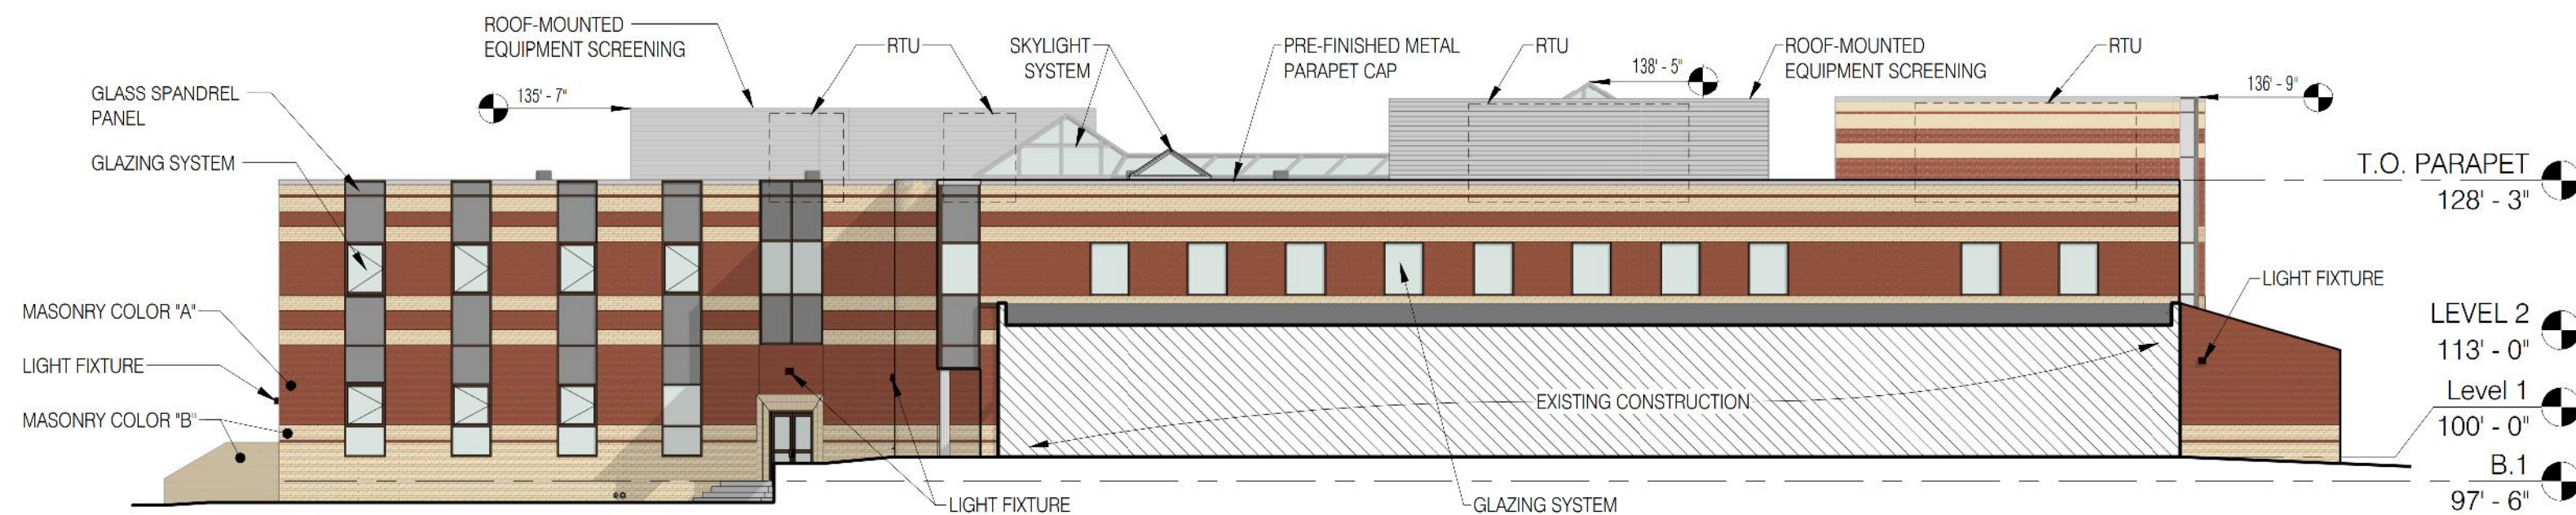 ROOF-MOUNTED
EQUIPMENT SCREENING
RTU
SKYLIGHT
SYSTEM
PRE-FINISHED METAL
PARAPET CAP
RTU
138' - 5"
ROOF-MOUNTED
EQUIPMENT SCREENING
RTU
136' - 9"
135' - 7"
GLASS SPANDREL
PANEL
GLAZING SYSTEM
T.O. PARAPET
128' - 3"
LIGHT FIXTURE
MASONRY COLOR "A"
LEVEL 2
113' - 0"
LIGHT FIXTURE
EXISTING CONSTRUCTION
Level 1
100' - 0"
MASONRY COLOR "B"
B.1
97' - 6"
LIGHT FIXTURE
GLAZING SYSTEM